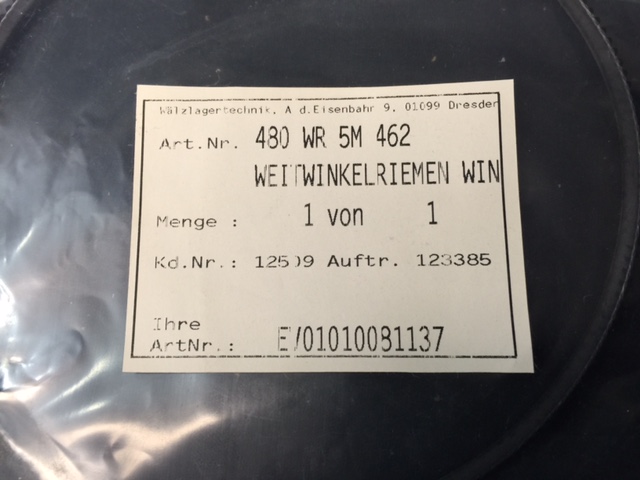 Wälzlagertechnik, A d.Eisenbahr 9, 01099 Dresder
Art.Nr. 480 WR 5M 462
WEITWINKELRIEMEN WIN
Menge : 1 von 1
Kd.Nr.: 12509 Auftr. 123385
Ihre
ArtNr.: EV01010081137